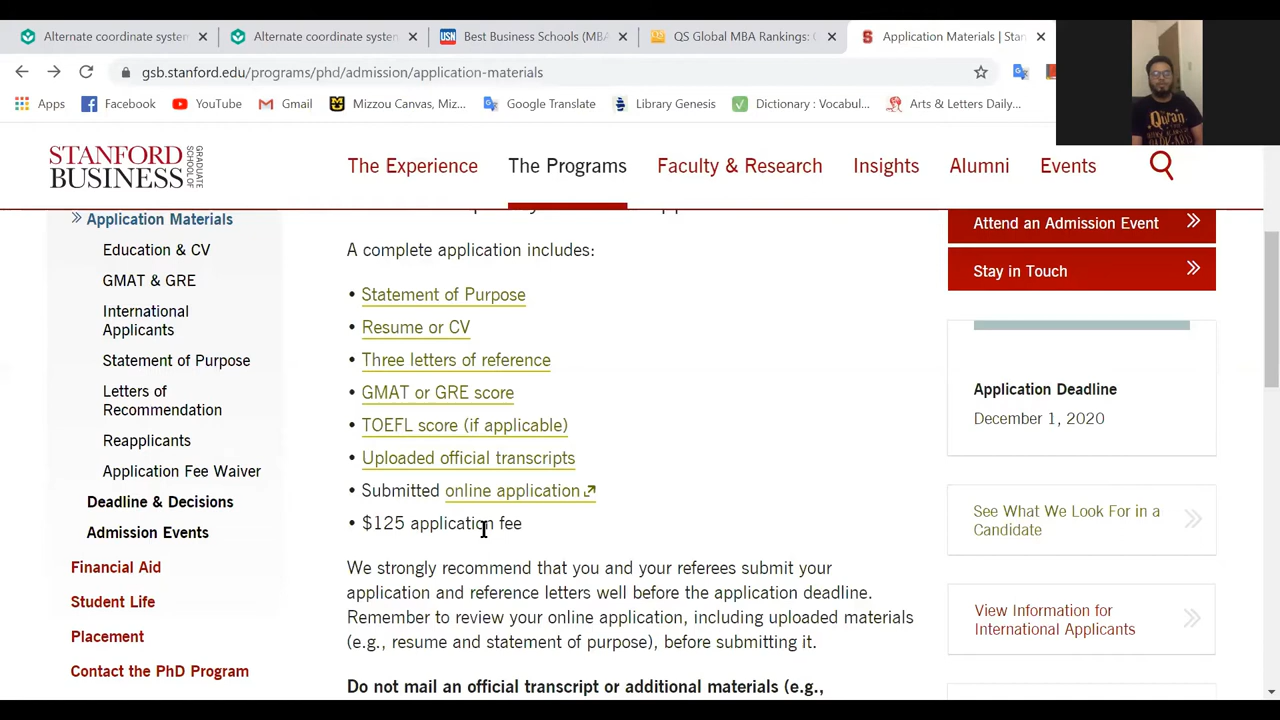 Alternate coordinate system
Alternate coordinate system
USN Best Business Schools (MBA
QS Global MBA Rankings:
S Application Materials | Stan
gsb.stanford.edu/programs/phd/admission/application-materials
Apps
Facebook
YouTube
Gmail
Mizzou Canvas, Miz...
Google Translate
Library Genesis
Dictionary : Vocabul...
Arts & Letters Daily...
Quran
STANFORD
BUSINESS
GRADUATE
SCHOOL OF
The Experience
The Programs
Faculty & Research
Insights
Alumni
Events
Application Materials
Education & CV
GMAT & GRE
International
Applicants
Statement of Purpose
Letters of
Recommendation
Reapplicants
Application Fee Waiver
Deadline & Decisions
Admission Events
Financial Aid
Student Life
Placement
Contact the PhD Program
A complete application includes:
• Statement of Purpose
• Resume or CV
• Three letters of reference
• GMAT or GRE score
• TOEFL score (if applicable)
• Uploaded official transcripts
• Submitted online application
• $125 application fee
We strongly recommend that you and your referees submit your
application and reference letters well before the application deadline.
Remember to review your online application, including uploaded materials
(e.g., resume and statement of purpose), before submitting it.
Do not mail an official transcript or additional materials (e.g.,
Attend an Admission Event
Stay in Touch
Application Deadline
December 1, 2020
See What We Look For in a
Candidate
View Information for
International Applicants